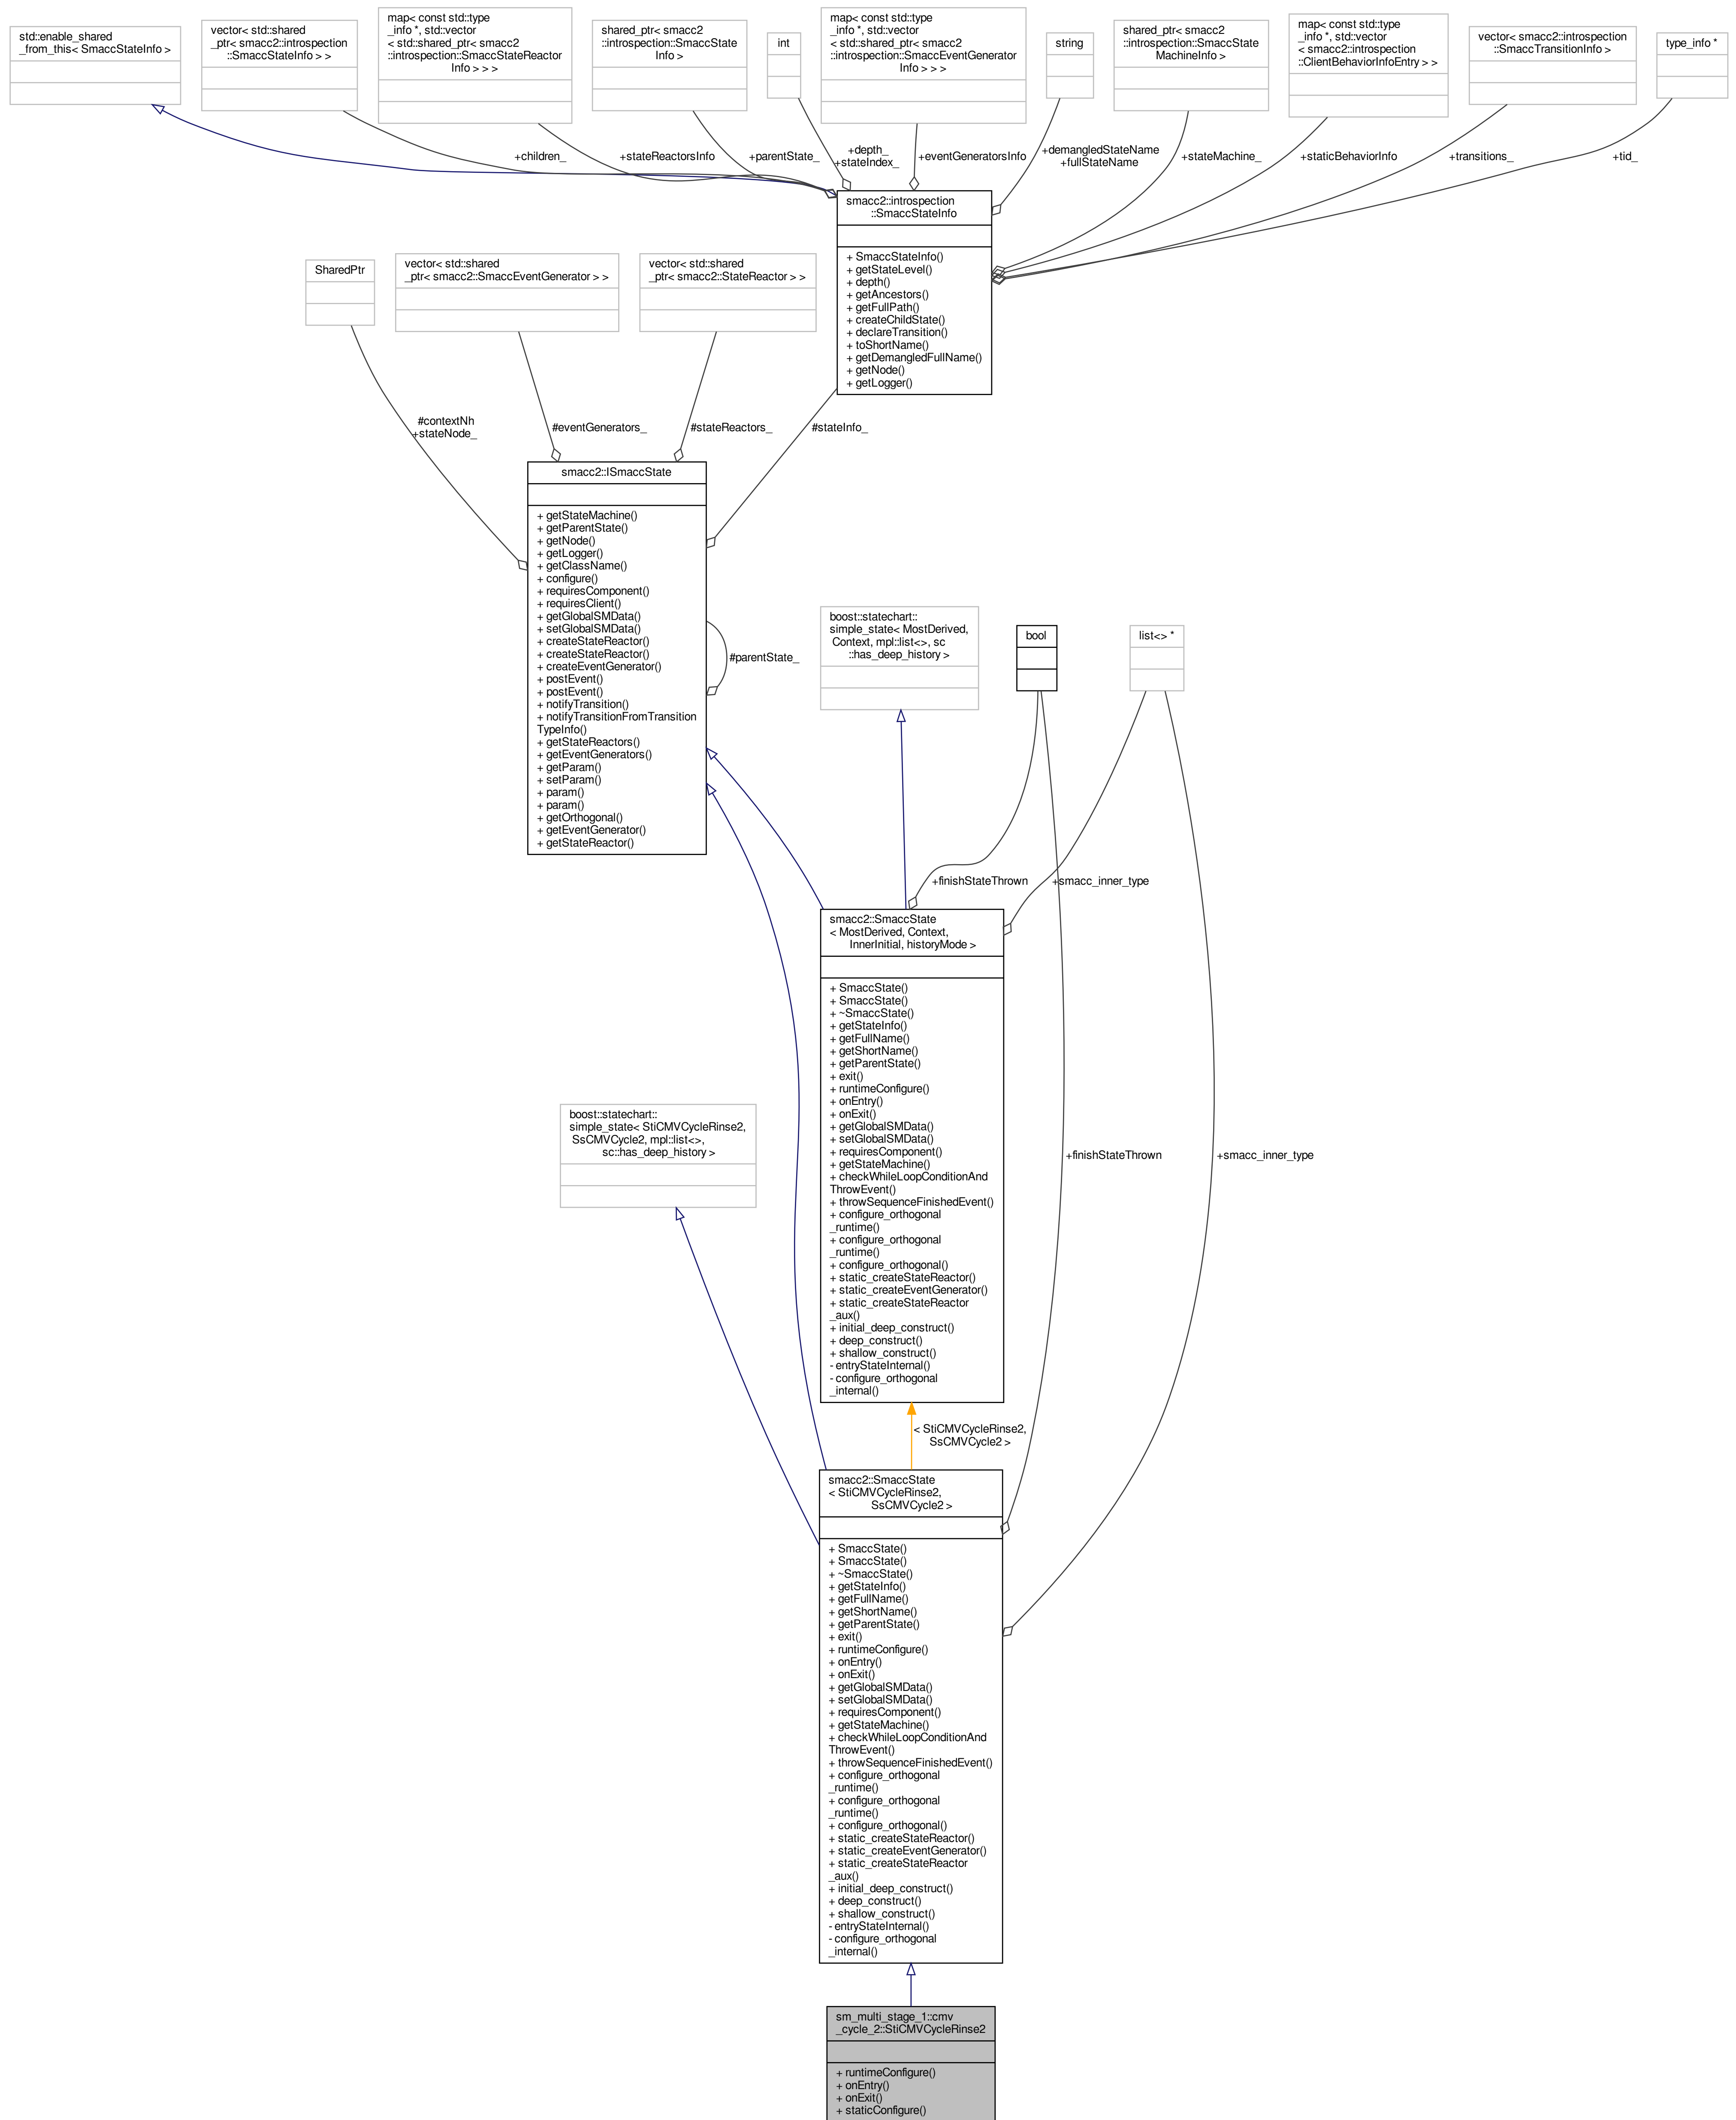 std::enable_shared
_from_this< SmaccStateInfo >
vector< std::shared
_ptr< smacc2::introspection
::SmaccStateInfo > >
map< const std::type
_info *, std::vector
< std::shared_ptr< smacc2
::introspection::SmaccStateReactor
Info > > >
shared_ptr< smacc2
::introspection::SmaccState
Info >
int
map< const std::type
_info *, std::vector
< std::shared_ptr< smacc2
::introspection::SmaccEventGenerator
Info > > >
string
shared_ptr< smacc2
::introspection::SmaccState
MachineInfo >
map< const std::type
_info *, std::vector
< smacc2::introspection
::ClientBehaviorInfoEntry > >
vector< smacc2::introspection
::SmaccTransitionInfo >
type_info *
+children_
+stateReactorsInfo
+parentState_
+depth_
+stateIndex_
+eventGeneratorsInfo
+demangledStateName
+fullStateName
+stateMachine_
+staticBehaviorInfo
+transitions_
+tid_
smacc2::introspection
::SmaccStateInfo
+ SmaccStateInfo()
+ getStateLevel()
+ depth()
+ getAncestors()
+ getFullPath()
+ createChildState()
+ declareTransition()
+ toShortName()
+ getDemangledFullName()
+ getNode()
+ getLogger()
SharedPtr
vector< std::shared
_ptr< smacc2::SmaccEventGenerator > >
vector< std::shared
_ptr< smacc2::StateReactor > >
#contextNh
+stateNode_
#eventGenerators_
#stateReactors_
#stateInfo_
smacc2::ISmaccState
+ getStateMachine()
+ getParentState()
+ getNode()
+ getLogger()
+ getClassName()
+ configure()
+ requiresComponent()
+ requiresClient()
+ getGlobalSMData()
+ setGlobalSMData()
+ createStateReactor()
+ createStateReactor()
+ createEventGenerator()
+ postEvent()
+ postEvent()
+ notifyTransition()
+ notifyTransitionFromTransition
TypeInfo()
+ getStateReactors()
+ getEventGenerators()
+ getParam()
+ setParam()
+ param()
+ param()
+ getOrthogonal()
+ getEventGenerator()
+ getStateReactor()
#parentState_
boost::statechart::
simple_state< MostDerived,
Context, mpl::list<>, sc
::has_deep_history >
bool
list<> *
+finishStateThrown
+smacc_inner_type
smacc2::SmaccState
< MostDerived, Context,
InnerInitial, historyMode >
+ SmaccState()
+ SmaccState()
+ ~SmaccState()
+ getStateInfo()
+ getFullName()
+ getShortName()
+ getParentState()
+ exit()
+ runtimeConfigure()
+ onEntry()
+ onExit()
+ getGlobalSMData()
+ setGlobalSMData()
+ requiresComponent()
+ getStateMachine()
+ checkWhileLoopConditionAnd
ThrowEvent()
+ throwSequenceFinishedEvent()
+ configure_orthogonal
_runtime()
+ configure_orthogonal
_runtime()
+ configure_orthogonal()
+ static_createStateReactor()
+ static_createEventGenerator()
+ static_createStateReactor
_aux()
+ initial_deep_construct()
+ deep_construct()
+ shallow_construct()
- entryStateInternal()
- configure_orthogonal
_internal()
boost::statechart::
simple_state< StiCMVCycleRinse2,
SsCMVCycle2, mpl::list<>,
sc::has_deep_history >
+finishStateThrown
+smacc_inner_type
< StiCMVCycleRinse2,
SsCMVCycle2 >
smacc2::SmaccState
< StiCMVCycleRinse2,
SsCMVCycle2 >
+ SmaccState()
+ SmaccState()
+ ~SmaccState()
+ getStateInfo()
+ getFullName()
+ getShortName()
+ getParentState()
+ exit()
+ runtimeConfigure()
+ onEntry()
+ onExit()
+ getGlobalSMData()
+ setGlobalSMData()
+ requiresComponent()
+ getStateMachine()
+ checkWhileLoopConditionAnd
ThrowEvent()
+ throwSequenceFinishedEvent()
+ configure_orthogonal
_runtime()
+ configure_orthogonal
_runtime()
+ configure_orthogonal()
+ static_createStateReactor()
+ static_createEventGenerator()
+ static_createStateReactor
_aux()
+ initial_deep_construct()
+ deep_construct()
+ shallow_construct()
- entryStateInternal()
- configure_orthogonal
_internal()
sm_multi_stage_1::cmv
_cycle_2::StiCMVCycleRinse2
+ runtimeConfigure()
+ onEntry()
+ onExit()
+ staticConfigure()